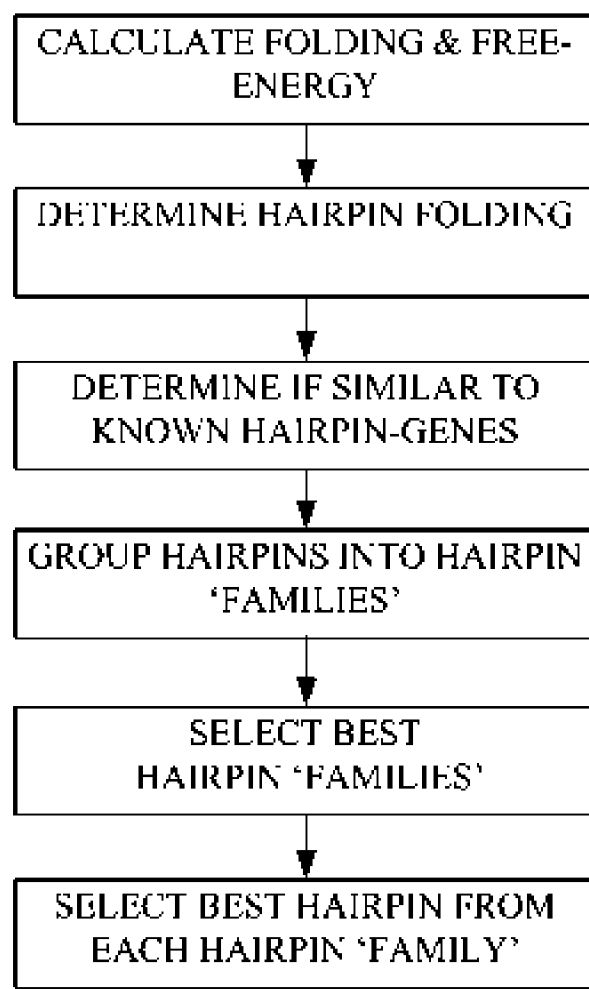 CALCULATE FOLDING & FREE-
ENERGY
DETERMINE HAIRPIN FOLDING
DETERMINE IF SIMILAR TO
KNOWN HAIRPIN-GENES
GROUP HAIRPINS INTO HAIRPIN
‘FAMILIES’
SELECT BEST
HAIRPIN ‘FAMILIES’
SELECT BEST HAIRPIN FROM
EACH HAIRPIN ‘FAMILY’